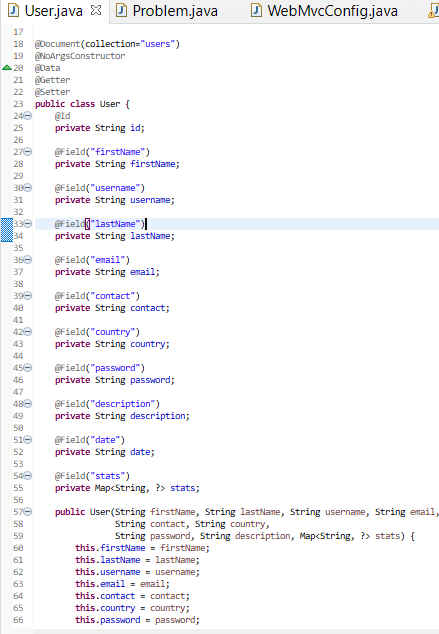 User.java Problem.java WebMvcConfig.java
17
18 @Document(collection="users")
19 @NoArgsConstructor
20 @Data
21 @Getter
22 @Setter
23 public class User {
24 @Id
25 private String id;
26
27 @Field("firstName")
28 private String firstName;
29
30 @Field("username")
31 private String username;
32
33 @Field("lastName")
34 private String lastName;
35
36 @Field("email")
37 private String email;
38
39 @Field("contact")
40 private String contact;
41
42 @Field("country")
43 private String country;
44
45 @Field("password")
46 private String password;
47
48 @Field("description")
49 private String description;
50
51 @Field("date")
52 private String date;
53
54 @Field("stats")
55 private Map<String, ?> stats;
56
57 public User(String firstName, String lastName, String username, String email,
58 String contact, String country,
59 String password, String description, Map<String, ?> stats) {
60 this.firstName = firstName;
61 this.lastName = lastName;
62 this.username = username;
63 this.email = email;
64 this.contact = contact;
65 this.country = country;
66 this.password = password;